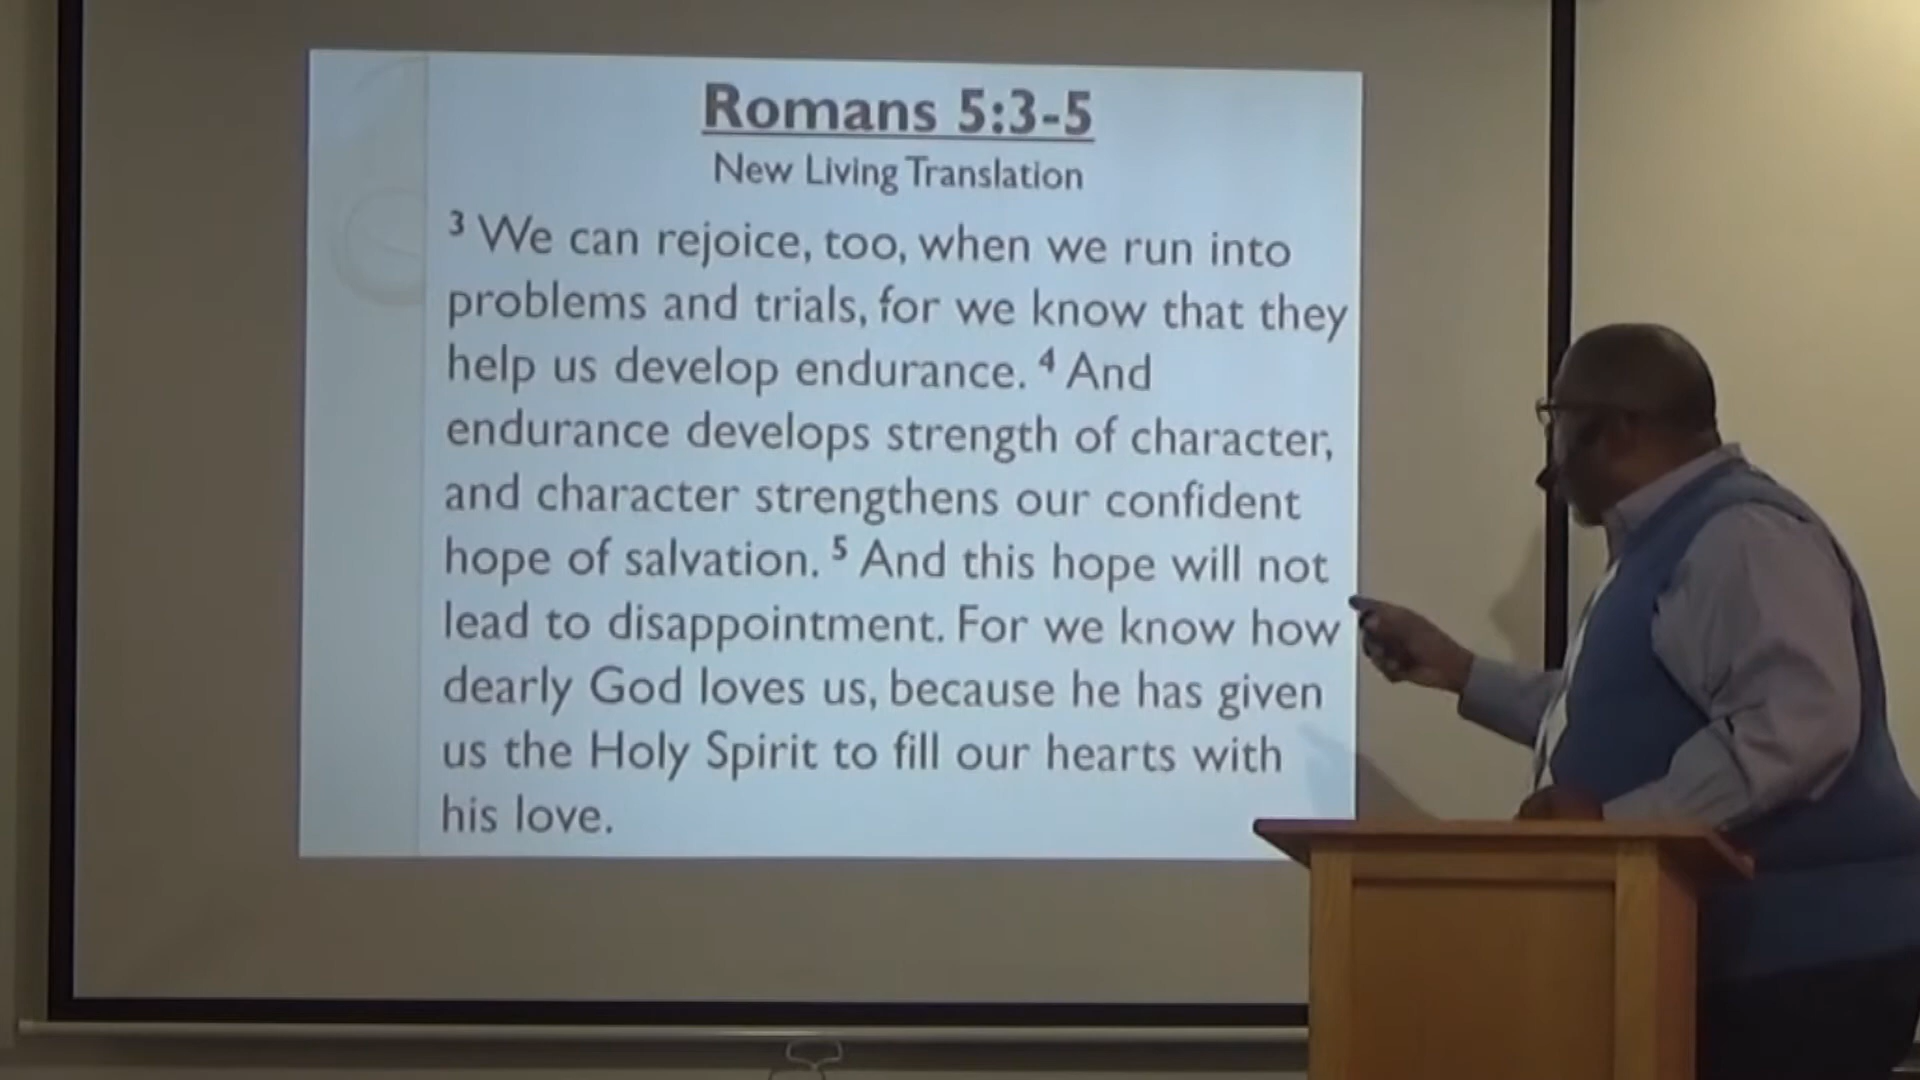 Romans 5:3-5
New Living Translation
³ We can rejoice, too, when we run into
problems and trials, for we know that they
help us develop endurance. ⁴ And
endurance develops strength of character,
and character strengthens our confident
hope of salvation. ⁵ And this hope will not
lead to disappointment. For we know how
dearly God loves us, because he has given
us the Holy Spirit to fill our hearts with
his love.